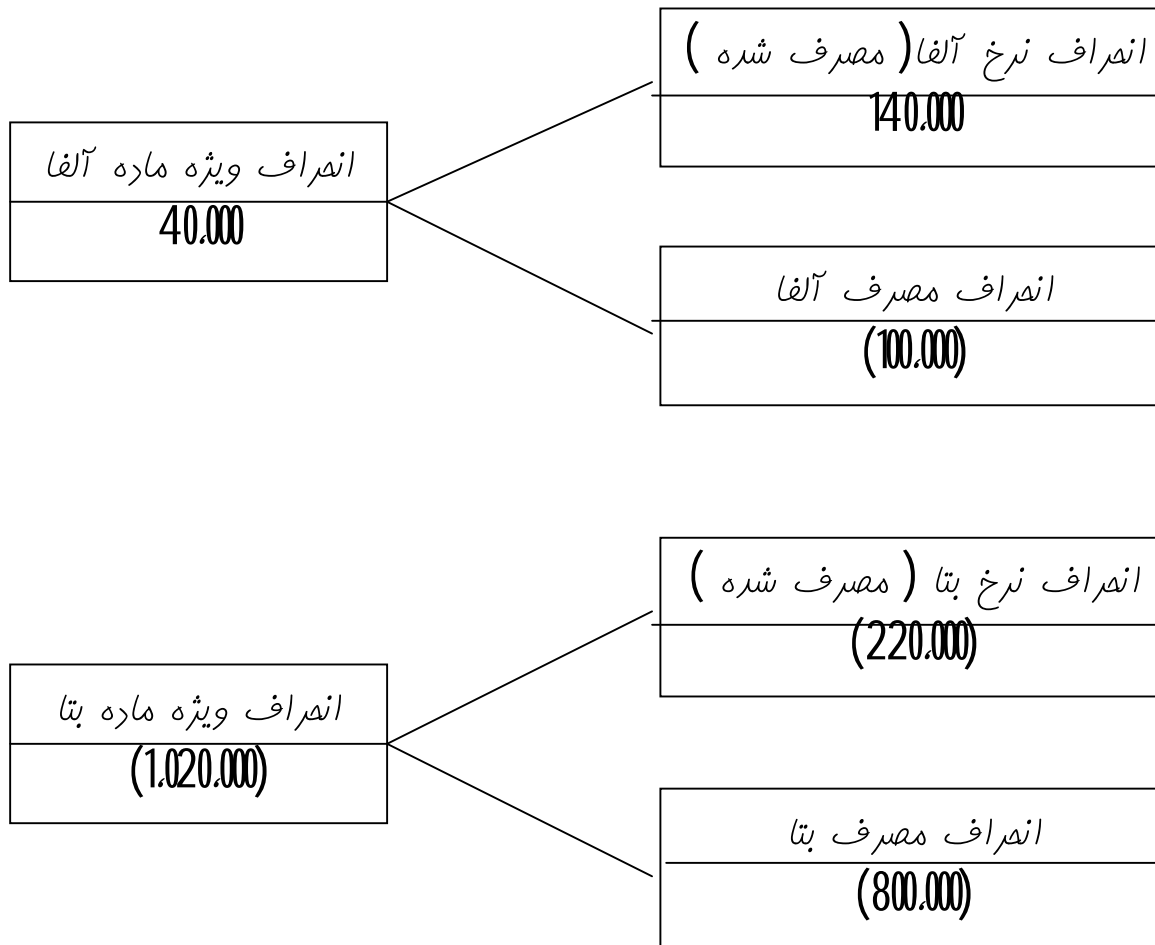 انحراف نرخ آلفا( مصرف شده )
140.000
انحراف ویژه ماده آلفا
40.000
انحراف مصرف آلفا
(100.000)
انحراف نرخ بتا ( مصرف شده )
(220.000)
انحراف ویژه ماده بتا
(1.020.000)
انحراف مصرف بتا
(800.000)